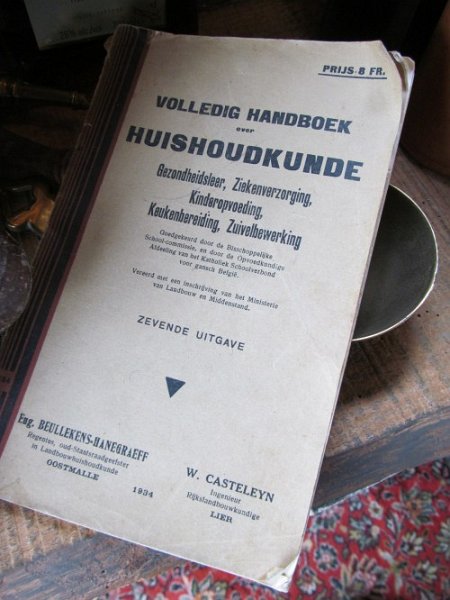 PRIJS 8 FR.
VOLLEDIG HANDBOEK
over
HUISHOUDKUNDE
Gezondheidsleer, Ziekenverzorging,
Kinderopvoeding,
Keukenbereiding, Zuivelbewerking
Goedgekeurd door de Bisschoppelijke
School-commissie, en door de Opvoedkundige
Afdeeling van het Katholiek Schoolverbond
voor gansch België.
Vereerd met een inschrijving van het Ministerie
van Landbouw en Middenstand.
ZEVENDE UITGAVE
Eug. BEULLEKENS-HANEGRAEFF
Regentes, oud-Staatsraadgeefster
in Landbouwhuishoudkunde
OOSTMALLE
1934
W. CASTELEYN
Ingenieur
Rijkslandbouwkundige
LIER